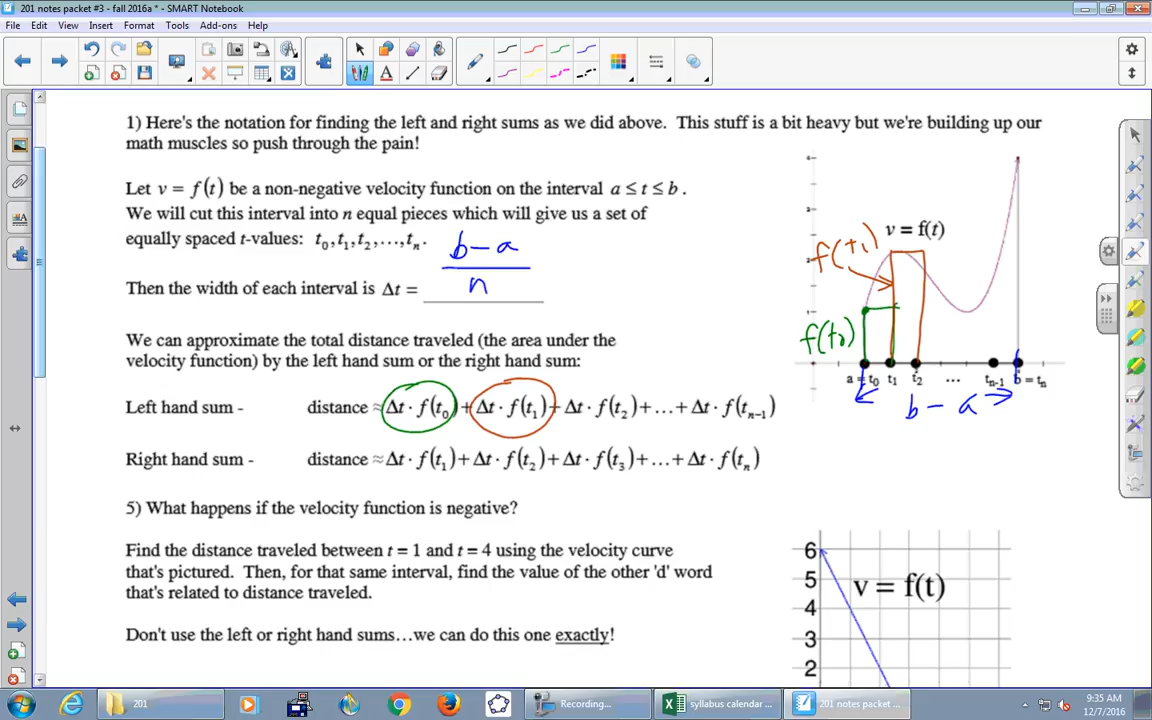 201 notes packet #3 - fall 2016a * - SMART Notebook
File Edit View Insert Format Tools Add-ons Help
1) Here's the notation for finding the left and right sums as we did above. This stuff is a bit heavy but we're building up our
math muscles so push through the pain!
Let v = f(t) be a non-negative velocity function on the interval a ≤ t ≤ b .
We will cut this interval into n equal pieces which will give us a set of
equally spaced t-values: t₀,t₁,t₂,…,tₙ.
b - a
n
Then the width of each interval is Δt = ________
We can approximate the total distance traveled (the area under the
velocity function) by the left hand sum or the right hand sum:
Left hand sum - distance ≈ Δt · f(t₀) + Δt · f(t₁) + Δt · f(t₂) + … + Δt · f(tₙ₋₁)
Right hand sum - distance ≈ Δt · f(t₁) + Δt · f(t₂) + Δt · f(t₃) + … + Δt · f(tₙ)
v = f(t)
f(t₁)
f(t₀)
a = t₀ t₁ t₂ ... tₙ₋₁ b = tₙ
b - a
5) What happens if the velocity function is negative?
Find the distance traveled between t = 1 and t = 4 using the velocity curve
that's pictured. Then, for that same interval, find the value of the other 'd' word
that's related to distance traveled.
Don't use the left or right hand sums…we can do this one exactly!
6
5
4
3
2
v = f(t)
201 Recording... syllabus calendar ... 201 notes packe...
9:35 AM
12/7/2016